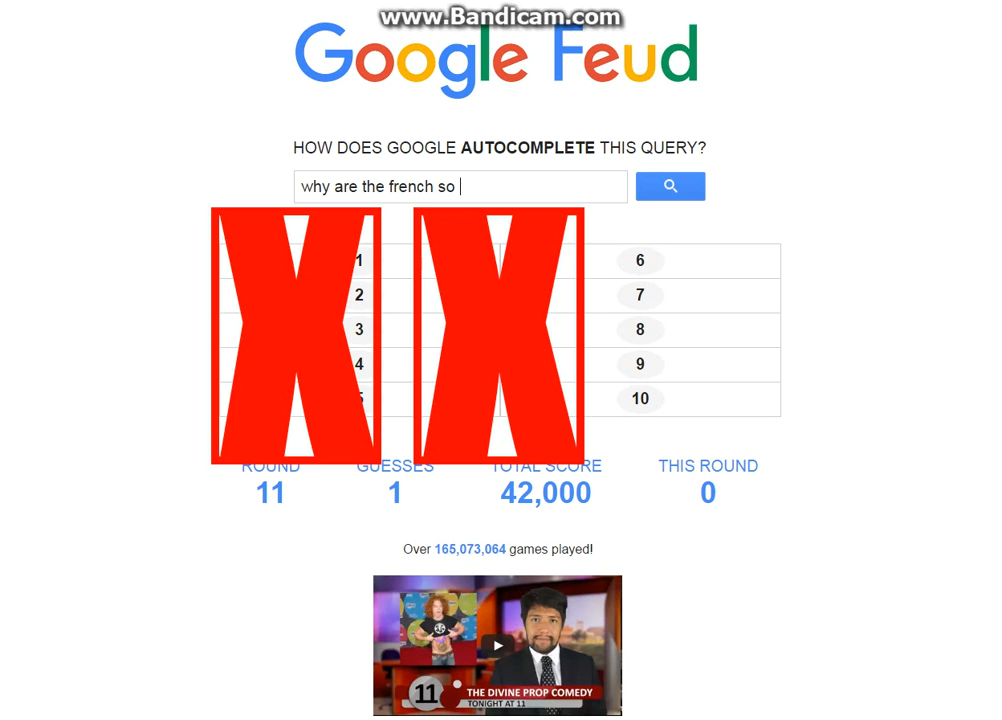 www.Bandicam.com
Google Feud
HOW DOES GOOGLE AUTOCOMPLETE THIS QUERY?
why are the french so
X X
1 6
2 7
3 8
4 9
5 10
ROUND GUESSES TOTAL SCORE THIS ROUND
11 1 42,000 0
Over 165,073,064 games played!
11 THE DIVINE PROP COMEDY
TONIGHT AT 11